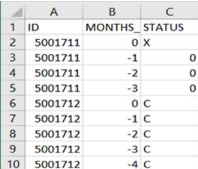 A B C
1 ID MONTHS_ STATUS
2 5001711 0 X
3 5001711 -1 0
4 5001711 -2 0
5 5001711 -3 0
6 5001712 0 C
7 5001712 -1 C
8 5001712 -2 C
9 5001712 -3 C
10 5001712 -4 C